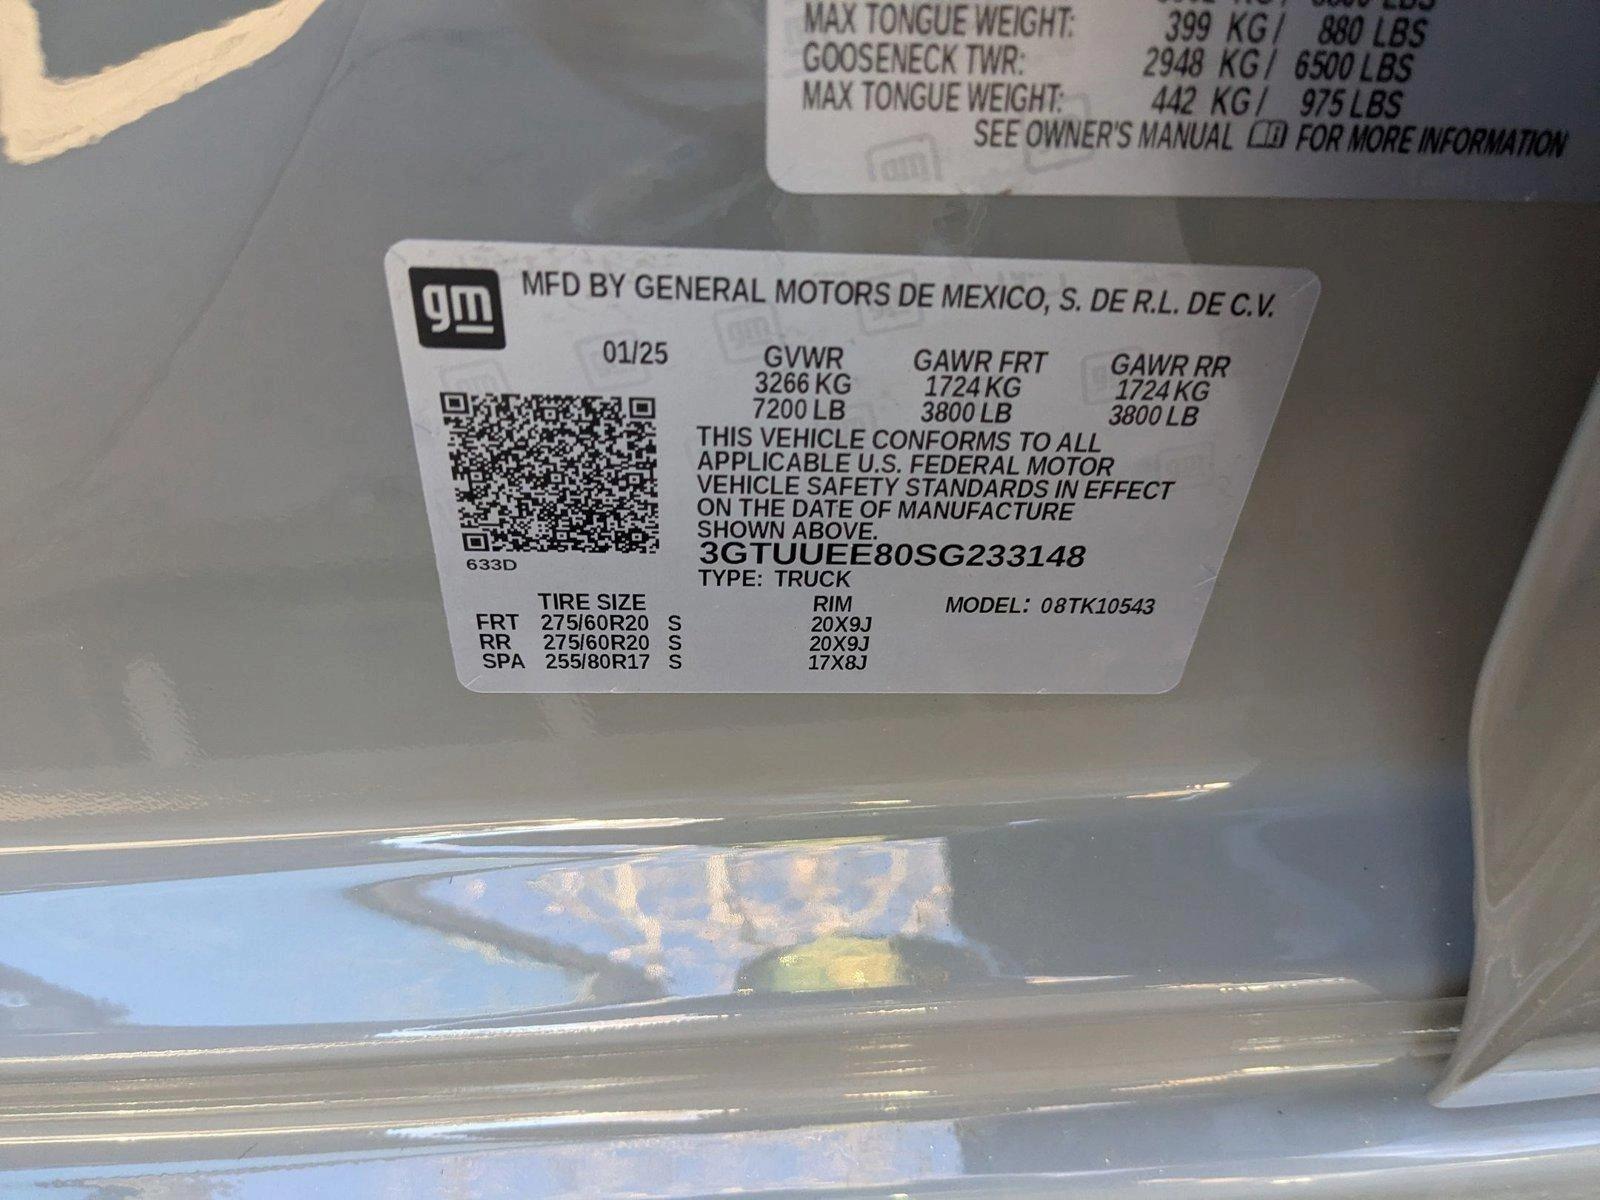 MAX TONGUE WEIGHT: 399 KG / 880 LBS
GOOSENECK TWR: 2948 KG / 6500 LBS
MAX TONGUE WEIGHT: 442 KG / 975 LBS
SEE OWNER'S MANUAL FOR MORE INFORMATION
gm
gm MFD BY GENERAL MOTORS DE MEXICO, S. DE R.L. DE C.V.
01/25 GVWR GAWR FRT GAWR RR
3266 KG 1724 KG 1724 KG
7200 LB 3800 LB 3800 LB
THIS VEHICLE CONFORMS TO ALL
APPLICABLE U.S. FEDERAL MOTOR
VEHICLE SAFETY STANDARDS IN EFFECT
ON THE DATE OF MANUFACTURE
SHOWN ABOVE.
3GTUUEE80SG233148
633D
TYPE: TRUCK
TIRE SIZE RIM MODEL: 08TK10543
FRT 275/60R20 S 20X9J
RR 275/60R20 S 20X9J
SPA 255/80R17 S 17X8J